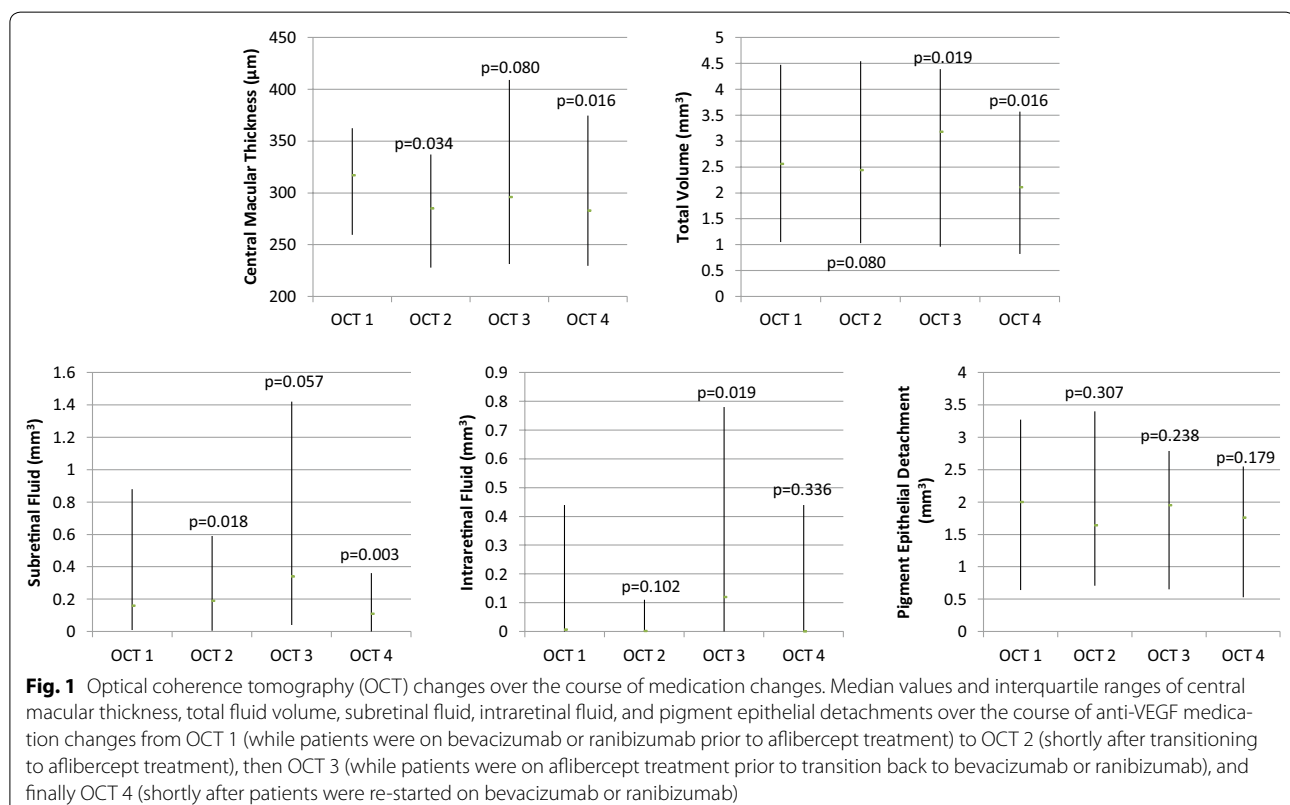 Central Macular Thickness (µm)
450
400
350
300
250
200
p=0.034
p=0.080
p=0.016
OCT 1 OCT 2 OCT 3 OCT 4
Total Volume (mm³)
5
4.5
4
3.5
3
2.5
2
1.5
1
0.5
0
p=0.080
p=0.019
p=0.016
OCT 1 OCT 2 OCT 3 OCT 4
Subretinal Fluid (mm³)
1.6
1.4
1.2
1
0.8
0.6
0.4
0.2
0
p=0.018
p=0.057
p=0.003
OCT 1 OCT 2 OCT 3 OCT 4
Intraretinal Fluid (mm³)
0.9
0.8
0.7
0.6
0.5
0.4
0.3
0.2
0.1
0
p=0.102
p=0.019
p=0.336
OCT 1 OCT 2 OCT 3 OCT 4
Pigment Epithelial Detachment
(mm³)
4
3.5
3
2.5
2
1.5
1
0.5
0
p=0.307
p=0.238
p=0.179
OCT 1 OCT 2 OCT 3 OCT 4
Fig. 1 Optical coherence tomography (OCT) changes over the course of medication changes. Median values and interquartile ranges of central
macular thickness, total fluid volume, subretinal fluid, intraretinal fluid, and pigment epithelial detachments over the course of anti-VEGF medica-
tion changes from OCT 1 (while patients were on bevacizumab or ranibizumab prior to aflibercept treatment) to OCT 2 (shortly after transitioning
to aflibercept treatment), then OCT 3 (while patients were on aflibercept treatment prior to transition back to bevacizumab or ranibizumab), and
finally OCT 4 (shortly after patients were re-started on bevacizumab or ranibizumab)